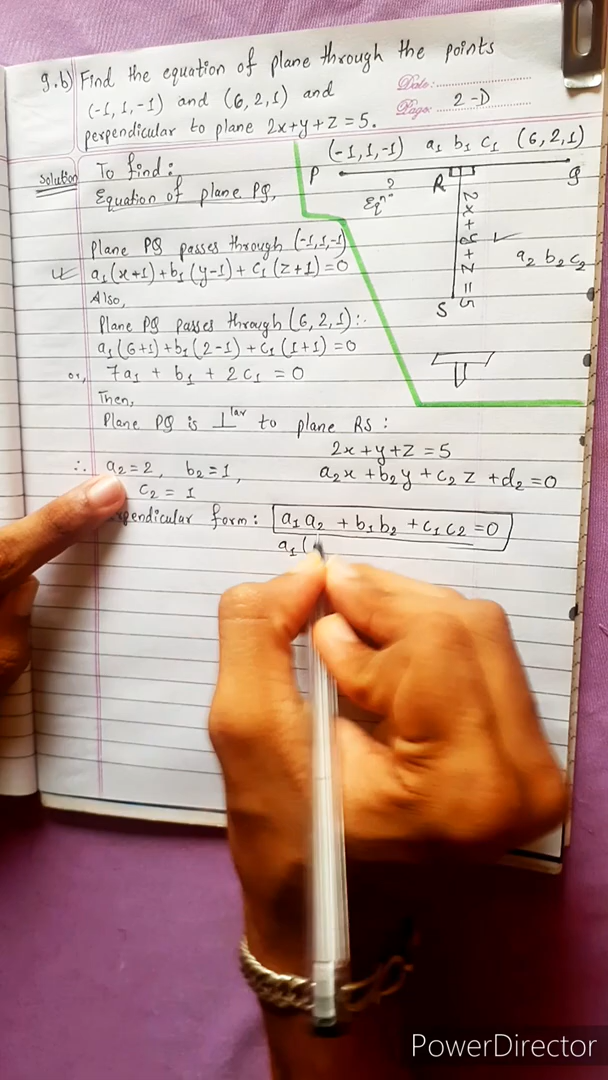 9.b) Find the equation of plane through the points
(-1, 1, -1) and (6, 2, 1) and
perpendicular to plane 2x+y+z = 5.
Date:
Page: 2-D
Solution
To find:
Equation of plane PQ,
(-1,1,-1) a₁ b₁ c₁ (6,2,1)
P R Q
? Eqⁿ
2x+y+z=5
a₂ b₂ c₂
S
Plane PQ passes through (-1,1,-1)
a₁(x+1)+b₁(y-1)+c₁(z+1)=0
Also,
Plane PQ passes through (6,2,1):-
a₁(6+1)+b₁(2-1)+c₁(1+1)=0
or, 7a₁ + b₁ + 2c₁ = 0
Then,
Plane PQ is ⊥lar to plane RS:
2x+y+z=5
∴ a₂=2, b₂=1, a₂x+b₂y+c₂z+d₂=0
c₂=1
pendicular form: a₁a₂ + b₁b₂ + c₁c₂ =0
a₁(
PowerDirector